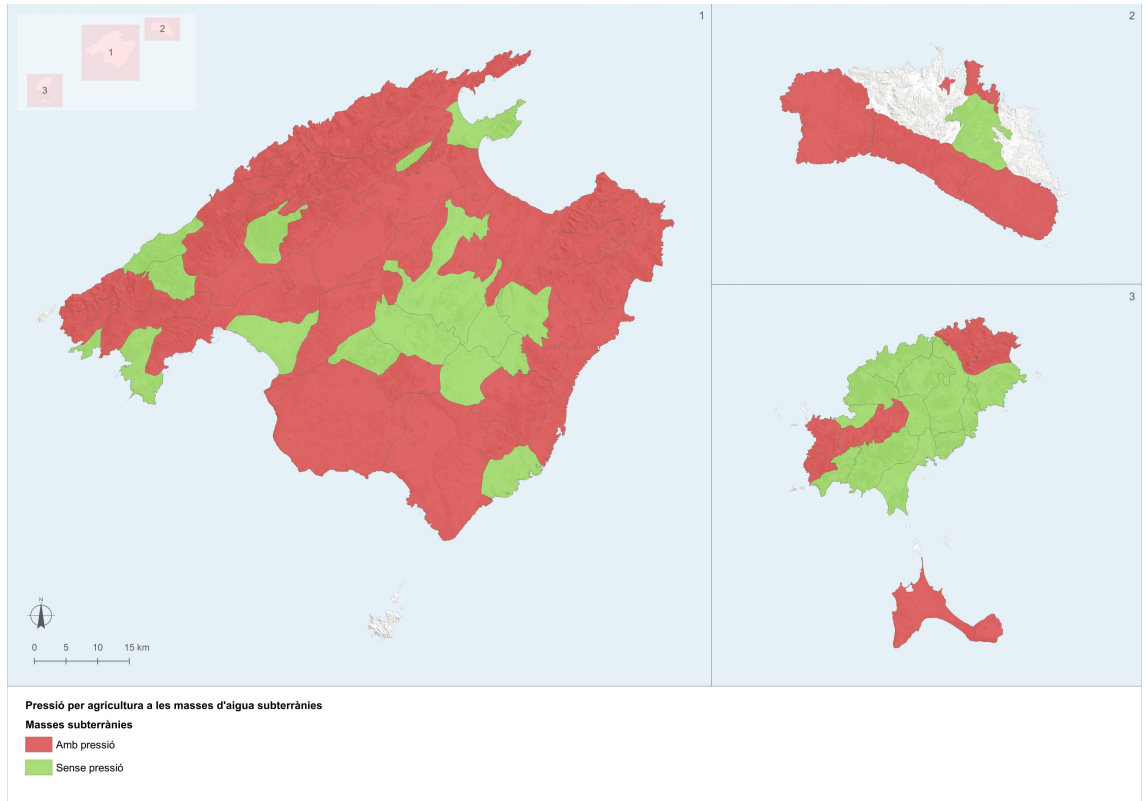 1
2
3
1
2
3
N
0 5 10 15 km
Pressió per agricultura a les masses d'aigua subterrànies
Masses subterrànies
Amb pressió
Sense pressió